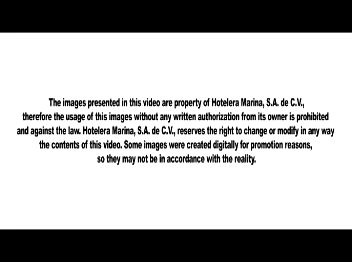 The images presented in this video are property of Hotelera Marina, S.A. de C.V.,
therefore the usage of this images without any written authorization from its owner is prohibited
and against the law. Hotelera Marina, S.A. de C.V., reserves the right to change or modify in any way
the contents of this video. Some images were created digitally for promotion reasons,
so they may not be in accordance with the reality.